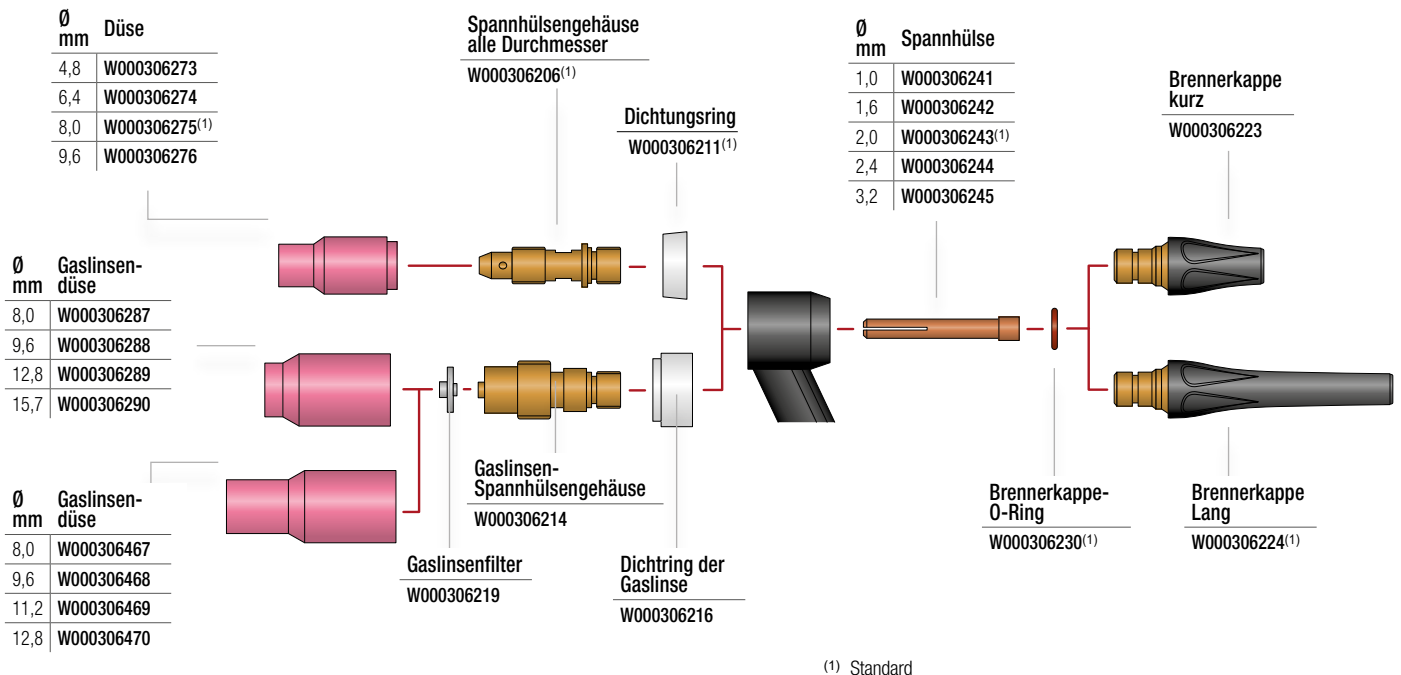 Ø mm Düse
4,8 W000306273
6,4 W000306274
8,0 W000306275(1)
9,6 W000306276
Spannhülsengehäuse
alle Durchmesser
W000306206(1)
Dichtungsring
W000306211(1)
Ø mm Spannhülse
1,0 W000306241
1,6 W000306242
2,0 W000306243(1)
2,4 W000306244
3,2 W000306245
Brennerkappe
kurz
W000306223
Ø mm Gaslinsen-
düse
8,0 W000306287
9,6 W000306288
12,8 W000306289
15,7 W000306290
Ø mm Gaslinsen-
düse
8,0 W000306467
9,6 W000306468
11,2 W000306469
12,8 W000306470
Gaslinsen-
Spannhülsengehäuse
W000306214
Gaslinsenfilter
W000306219
Dichtring der
Gaslinse
W000306216
Brennerkappe-
O-Ring
W000306230(1)
Brennerkappe
Lang
W000306224(1)
(1) Standard